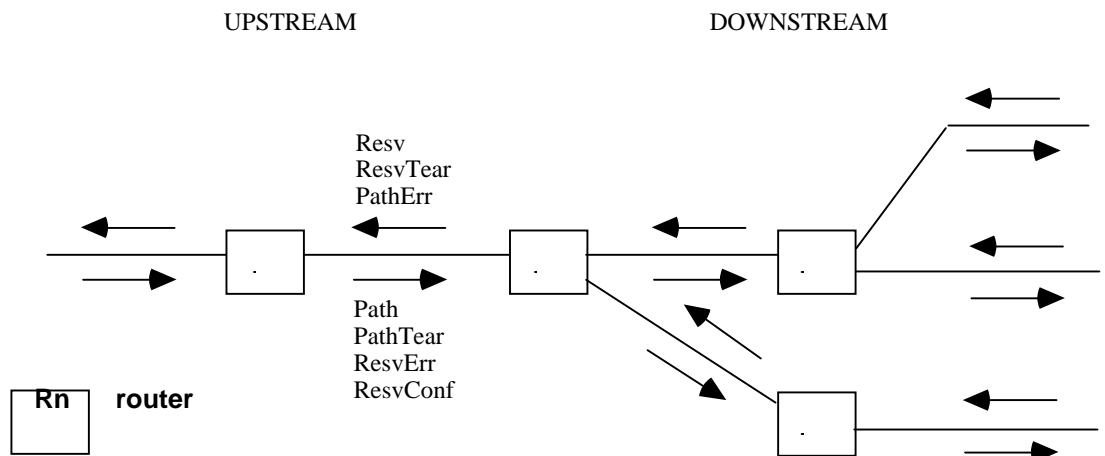 UPSTREAM
DOWNSTREAM
Resv
ResvTear
PathErr
Path
PathTear
ResvErr
ResvConf
Rn router